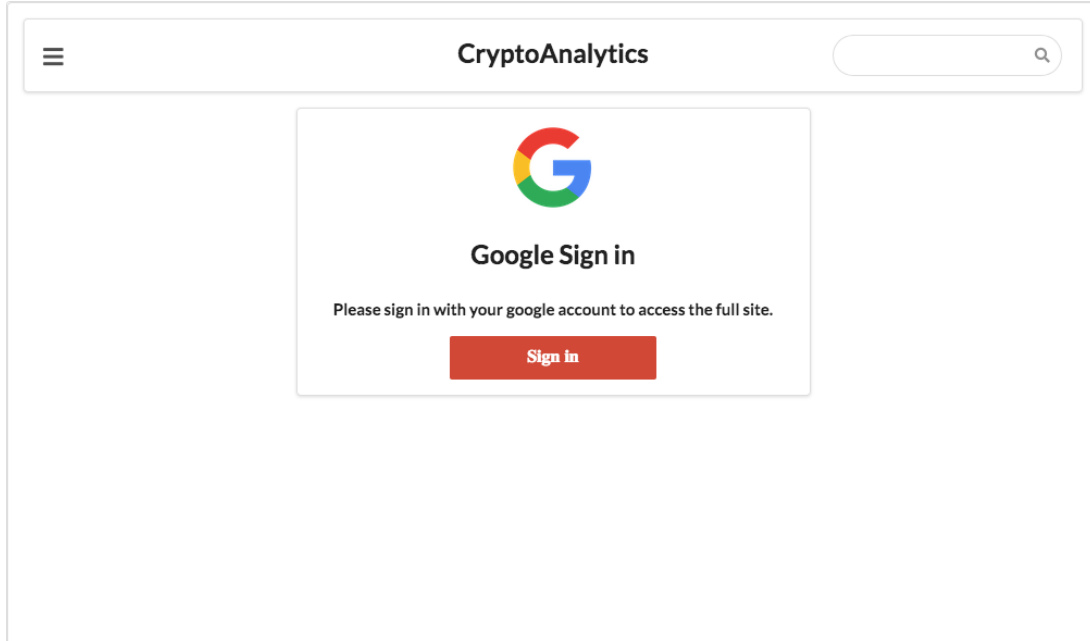 CryptoAnalytics
Google Sign in
Please sign in with your google account to access the full site.
Sign in